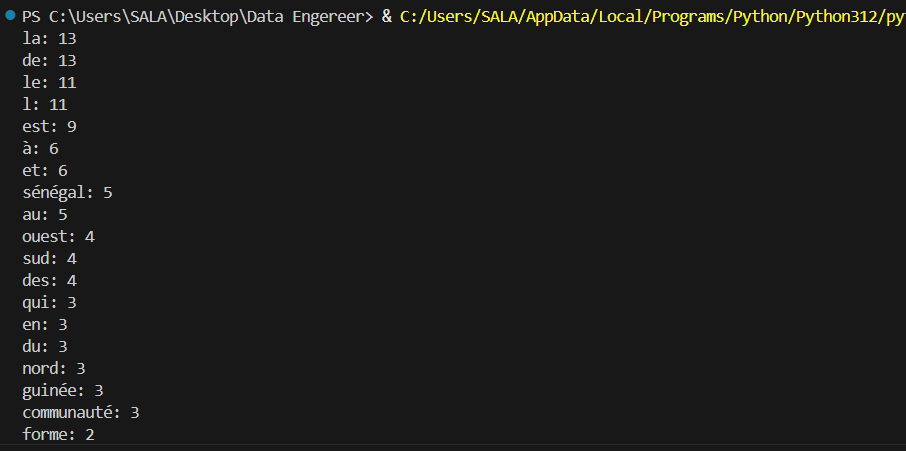 PS C:\Users\SALA\Desktop\Data Engereer> & C:/Users/SALA/AppData/Local/Programs/Python/Python312/py
la: 13
de: 13
le: 11
l: 11
est: 9
à: 6
et: 6
sénégal: 5
au: 5
ouest: 4
sud: 4
des: 4
qui: 3
en: 3
du: 3
nord: 3
guinée: 3
communauté: 3
forme: 2